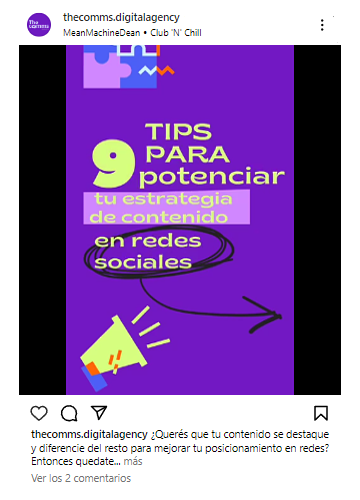 thecomms.digitalagency
MeanMachineDean • Club 'N' Chill
The
comms
9 TIPS
PARA
potenciar
tu estrategia
de contenido
en redes
sociales
thecomms.digitalagency ¿Querés que tu contenido se destaque
y diferencie del resto para mejorar tu posicionamiento en redes?
Entonces quedate... más
Ver los 2 comentarios